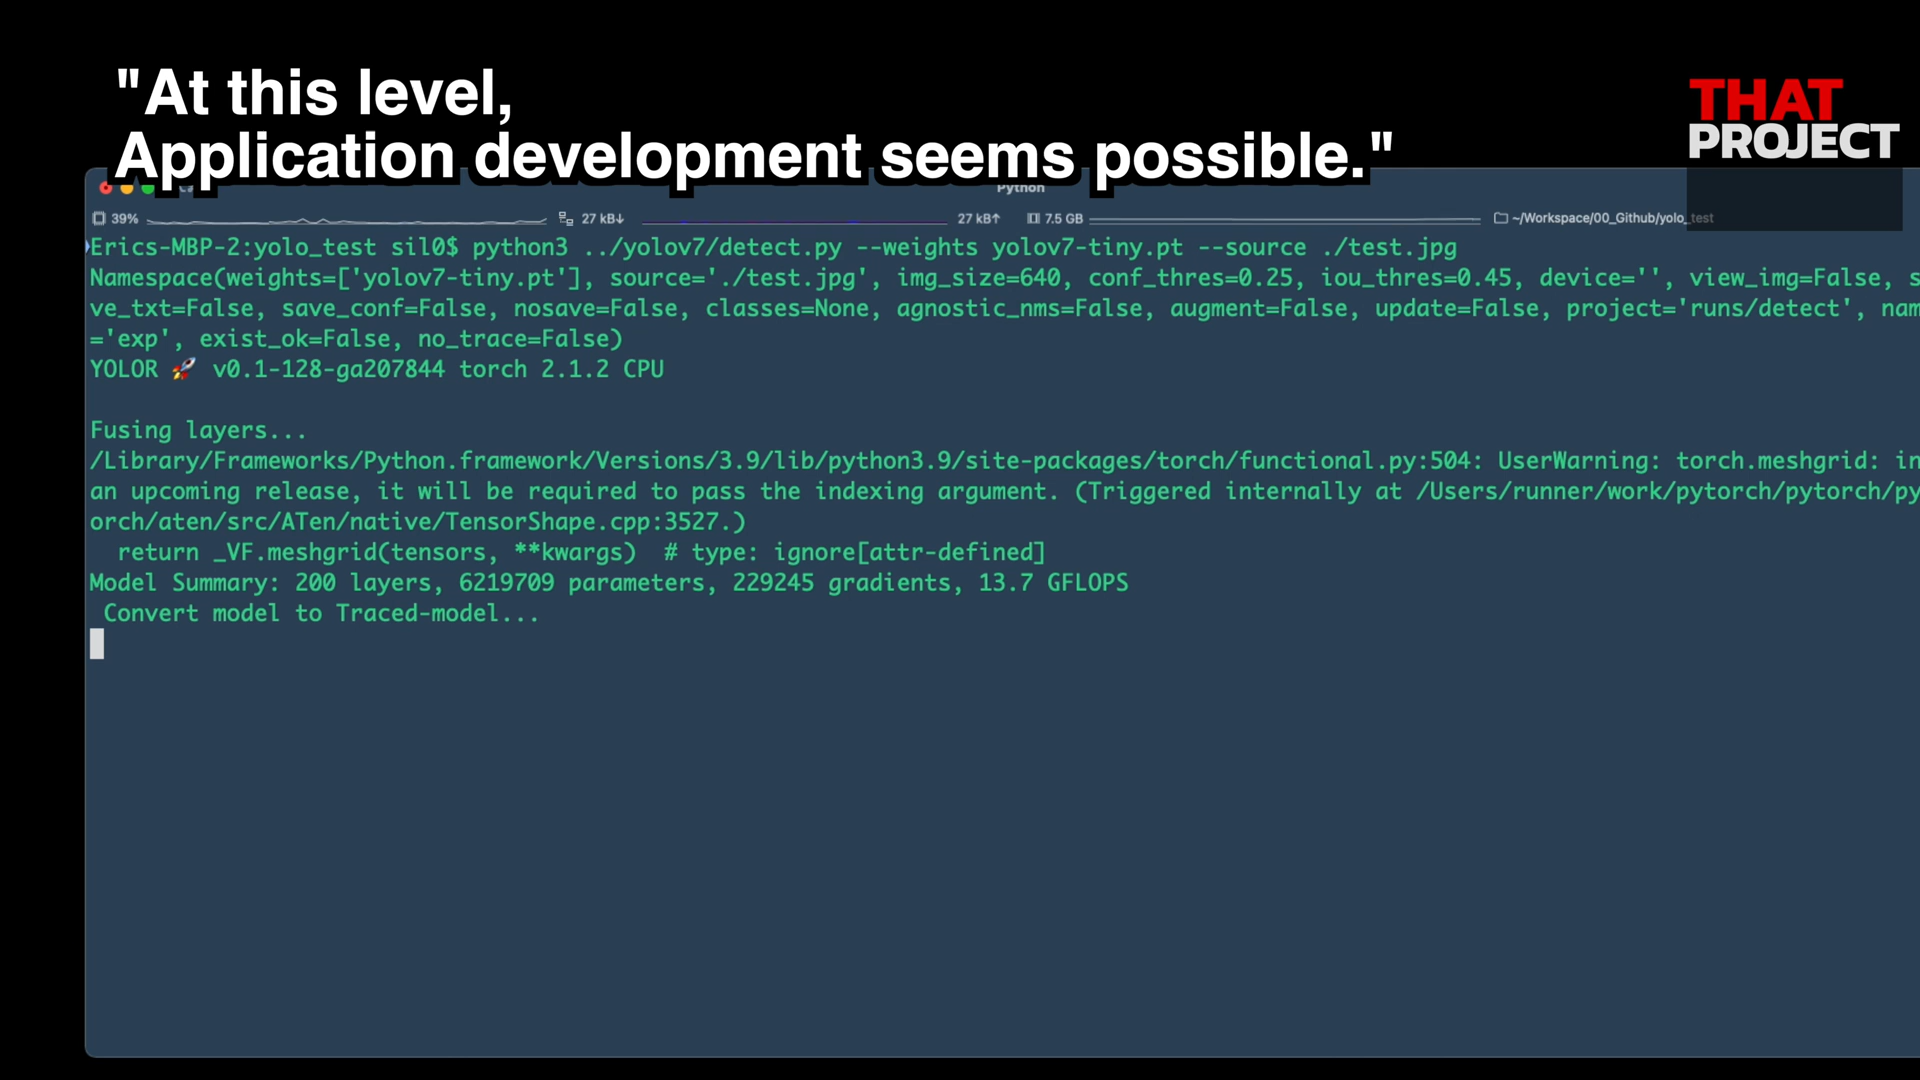 "At this level,
Application development seems possible."
THAT
PROJECT
Python
39% 27 kB↓ 27 kB↑ 7.5 GB ~/Workspace/00_Github/yolo_test
Erics-MBP-2:yolo_test sil0$ python3 ../yolov7/detect.py --weights yolov7-tiny.pt --source ./test.jpg
Namespace(weights=['yolov7-tiny.pt'], source='./test.jpg', img_size=640, conf_thres=0.25, iou_thres=0.45, device='', view_img=False, s
ve_txt=False, save_conf=False, nosave=False, classes=None, agnostic_nms=False, augment=False, update=False, project='runs/detect', nam
='exp', exist_ok=False, no_trace=False)
YOLOR 🚀 v0.1-128-ga207844 torch 2.1.2 CPU
Fusing layers...
/Library/Frameworks/Python.framework/Versions/3.9/lib/python3.9/site-packages/torch/functional.py:504: UserWarning: torch.meshgrid: in
an upcoming release, it will be required to pass the indexing argument. (Triggered internally at /Users/runner/work/pytorch/pytorch/py
orch/aten/src/ATen/native/TensorShape.cpp:3527.)
return _VF.meshgrid(tensors, **kwargs)  # type: ignore[attr-defined]
Model Summary: 200 layers, 6219709 parameters, 229245 gradients, 13.7 GFLOPS
Convert model to Traced-model...